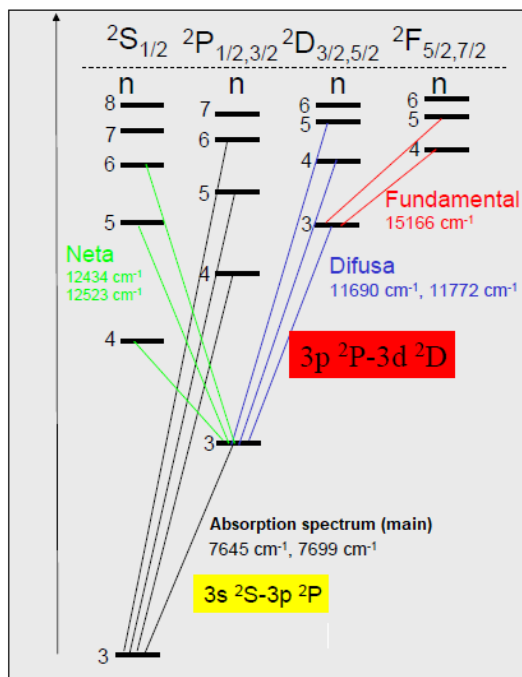 ²S₁/₂ ²P₁/₂,₃/₂ ²D₃/₂,₅/₂ ²F₅/₂,₇/₂
n n n n
8 7 6 6
7 6 5 5
6 5 4 4
5 4 3
4 3
3
Fundamental
15166 cm⁻¹
Neta
12434 cm⁻¹
12523 cm⁻¹
Difusa
11690 cm⁻¹, 11772 cm⁻¹
3p ²P-3d ²D
Absorption spectrum (main)
7645 cm⁻¹, 7699 cm⁻¹
3s ²S-3p ²P